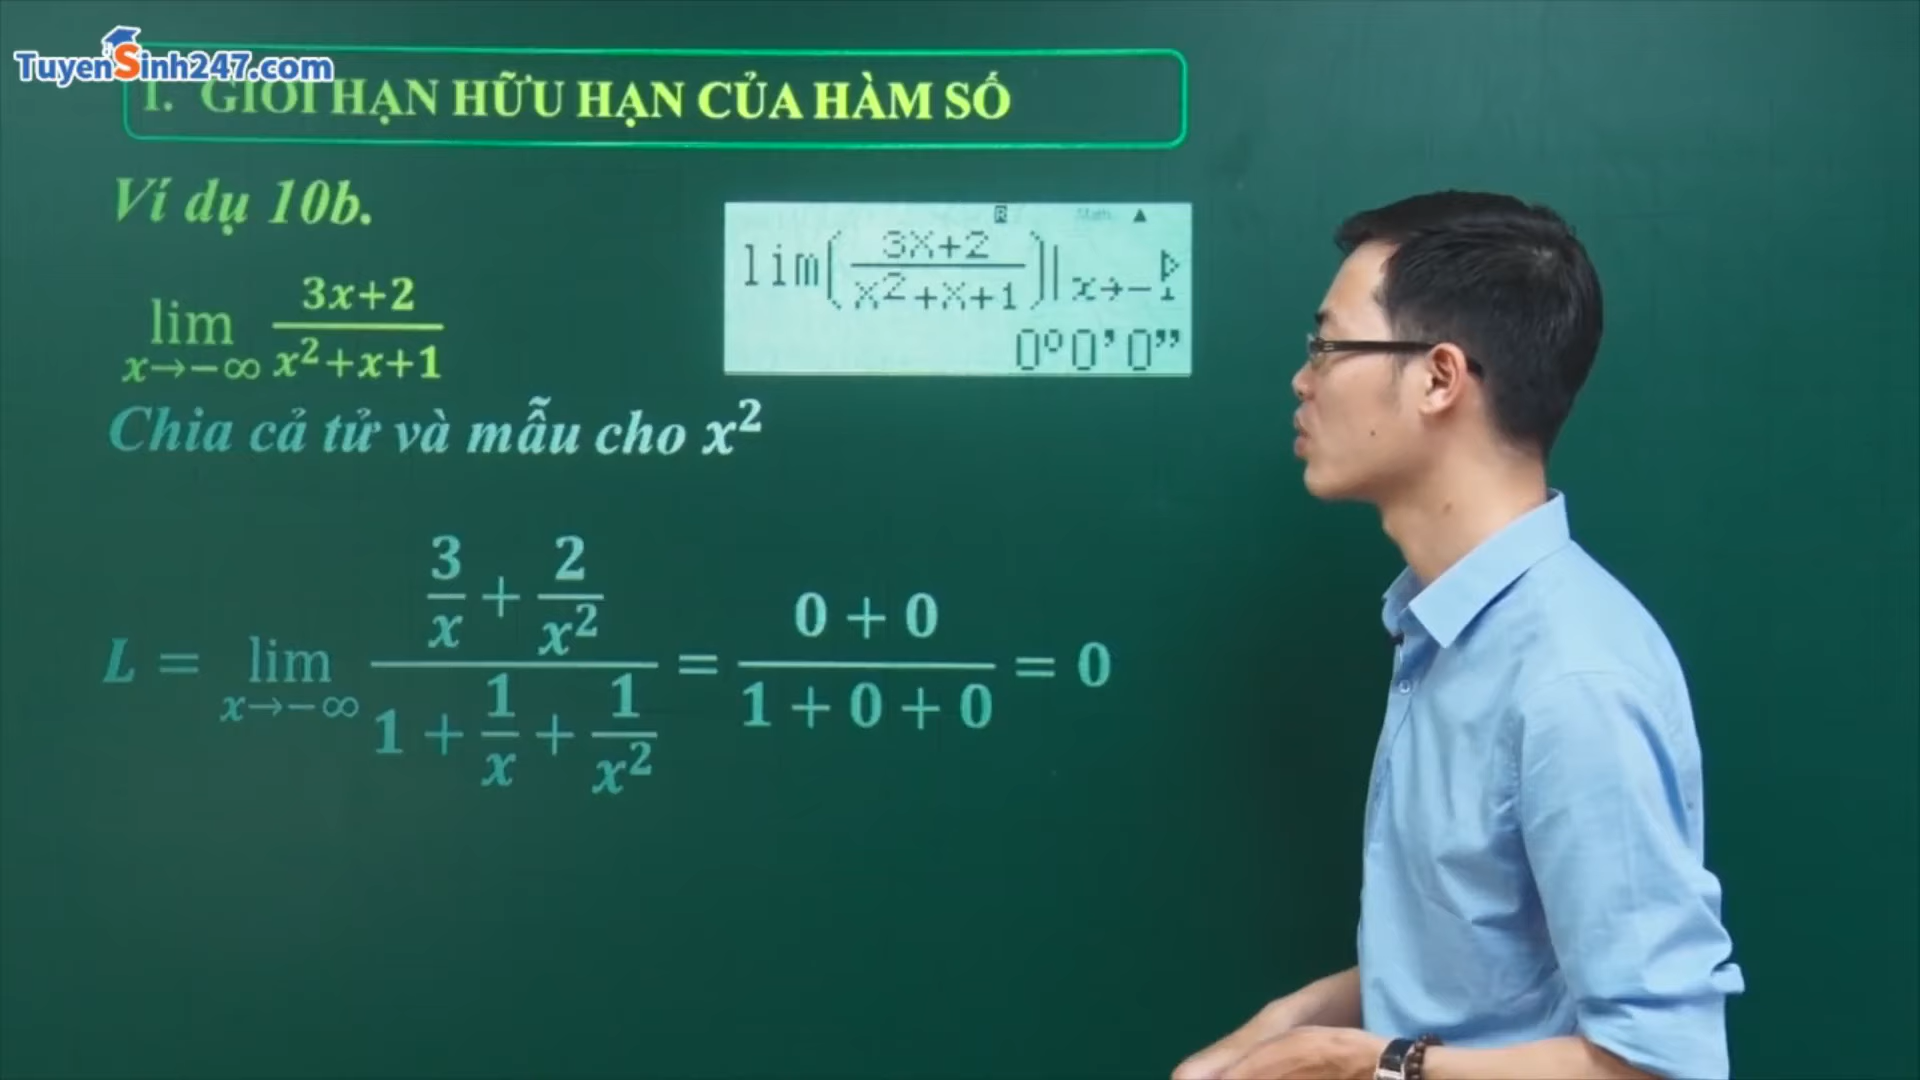 TuyenSinh247.com
I. GIỚI HẠN HỮU HẠN CỦA HÀM SỐ
Ví dụ 10b.
lim x→−∞ (3x+2)/(x²+x+1)
lim((3X+2)/(X²+X+1))|x→−
0°0’0”
R Math ▲
Chia cả tử và mẫu cho x²
L = lim x→−∞ (3/x + 2/x²)/(1 + 1/x + 1/x²) = (0 + 0)/(1 + 0 + 0) = 0